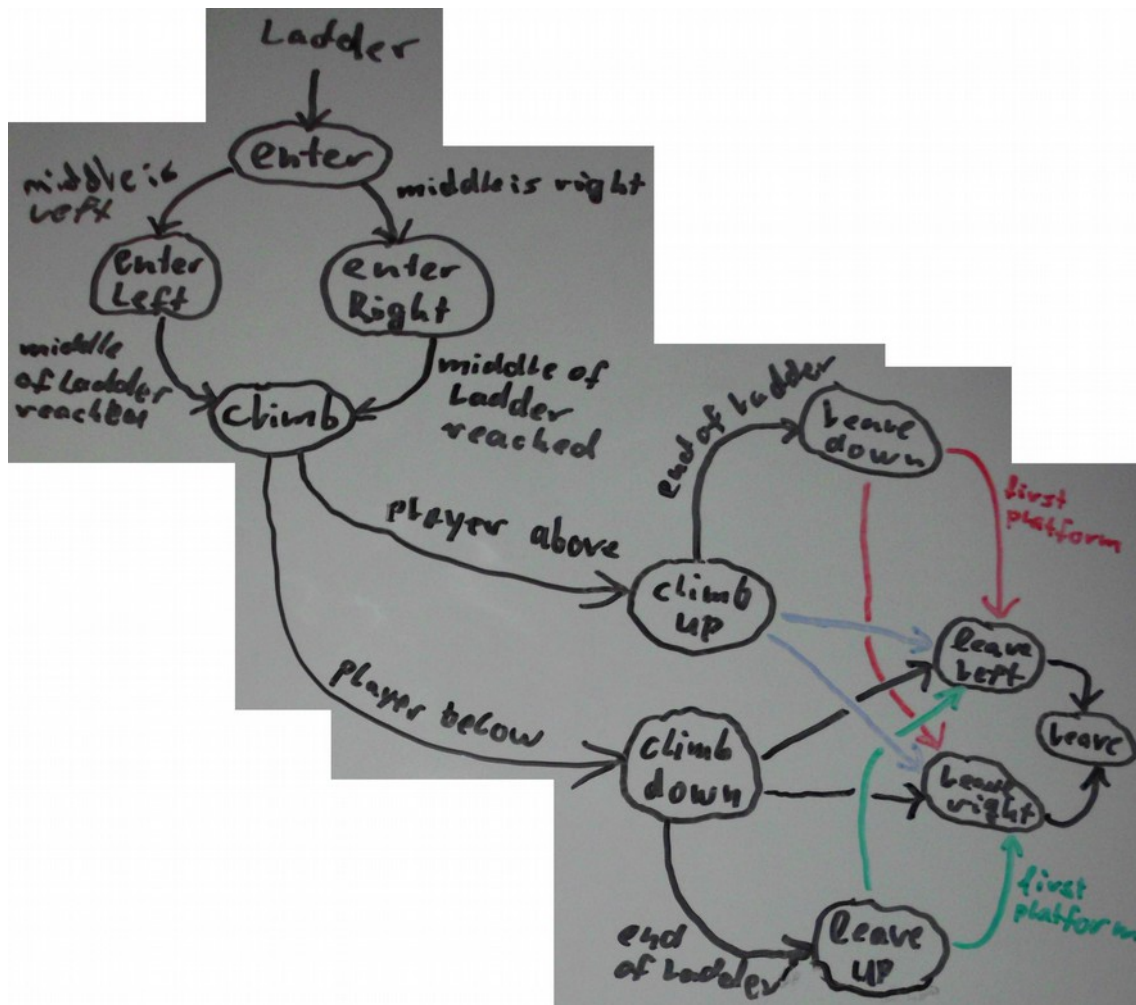 Ladder
enter
middle is
left
middle is right
enter
Left
enter
Right
middle
of Ladder
reached
middle of
Ladder
reached
climb
end of Ladder
Leave
down
first
platform
player above
climb
up
leave
Left
player below
climb
down
leave
Leave
right
first
platform
end
of Ladder
leave
up